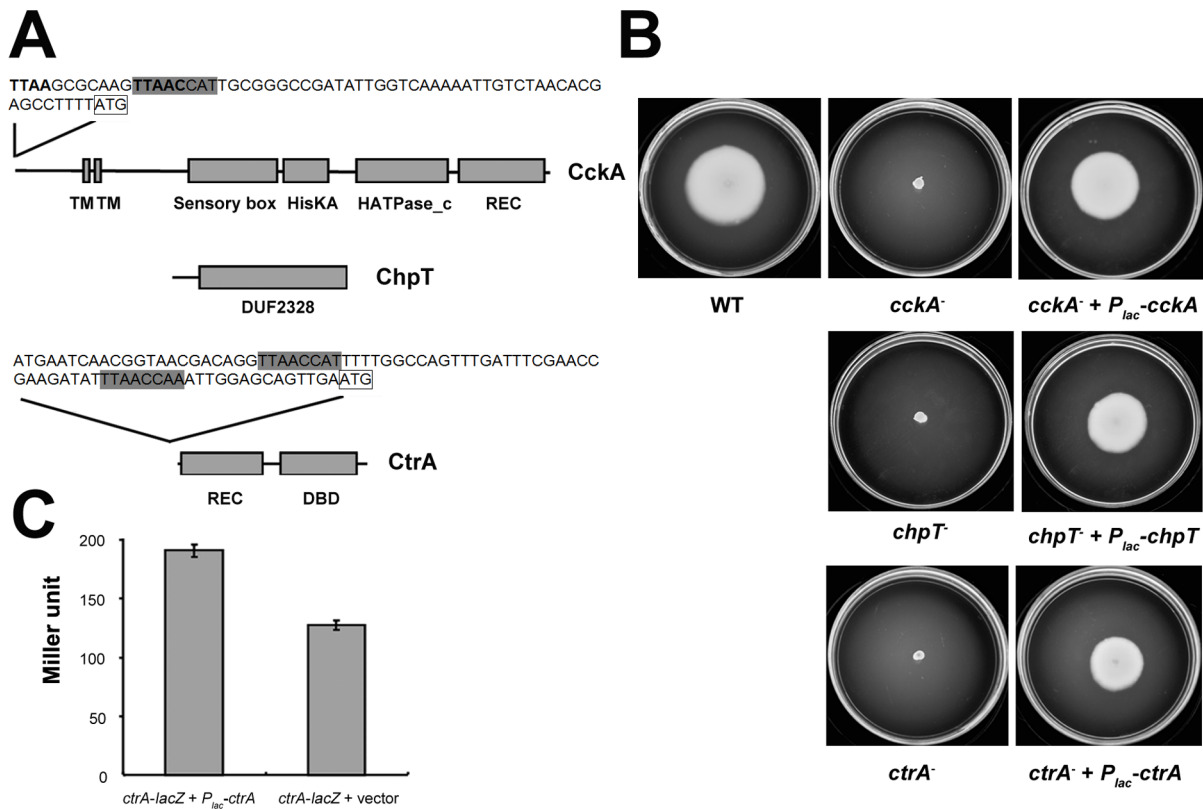 A
TTAAGCGCAAGTTAACCATTGCGGGCCGATATTGGTCAAAAATTGTCTAACACG
AGCCTTTTATG
CckA
TM TM Sensory box HisKA HATPase_c REC
ChpT
DUF2328
ATGAATCAACGGTAACGACAGGTTAACCATTTTTGGCCAGTTTGATTTCGAACC
GAAGATATTTAACCAAATTGGAGCAGTTGAATG
CtrA
REC DBD
B
WT cckA- cckA- + Plac-cckA
chpT- chpT- + Plac-chpT
ctrA- ctrA- + Plac-ctrA
C
Miller unit
200
150
100
50
0
ctrA-lacZ + Plac-ctrA ctrA-lacZ + vector